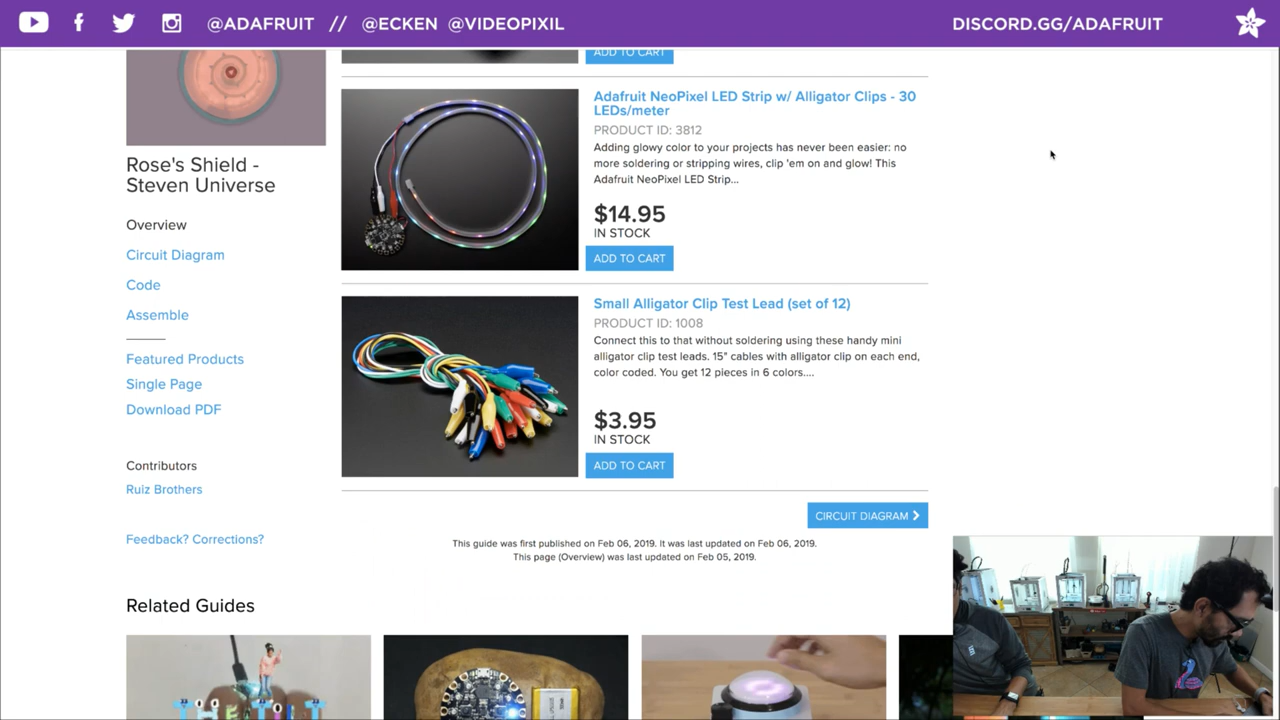 @ADAFRUIT // @ECKEN @VIDEOPIXIL
DISCORD.GG/ADAFRUIT
ADD TO CART
Rose's Shield -
Steven Universe
Overview
Circuit Diagram
Code
Assemble
Featured Products
Single Page
Download PDF
Contributors
Ruiz Brothers
Feedback? Corrections?
Adafruit NeoPixel LED Strip w/ Alligator Clips - 30
LEDs/meter
PRODUCT ID: 3812
Adding glowy color to your projects has never been easier: no
more soldering or stripping wires, clip 'em on and glow! This
Adafruit NeoPixel LED Strip...
$14.95
IN STOCK
ADD TO CART
Small Alligator Clip Test Lead (set of 12)
PRODUCT ID: 1008
Connect this to that without soldering using these handy mini
alligator clip test leads. 15" cables with alligator clip on each end,
color coded. You get 12 pieces in 6 colors....
$3.95
IN STOCK
ADD TO CART
CIRCUIT DIAGRAM
This guide was first published on Feb 06, 2019. It was last updated on Feb 06, 2019.
This page (Overview) was last updated on Feb 05, 2019.
Related Guides